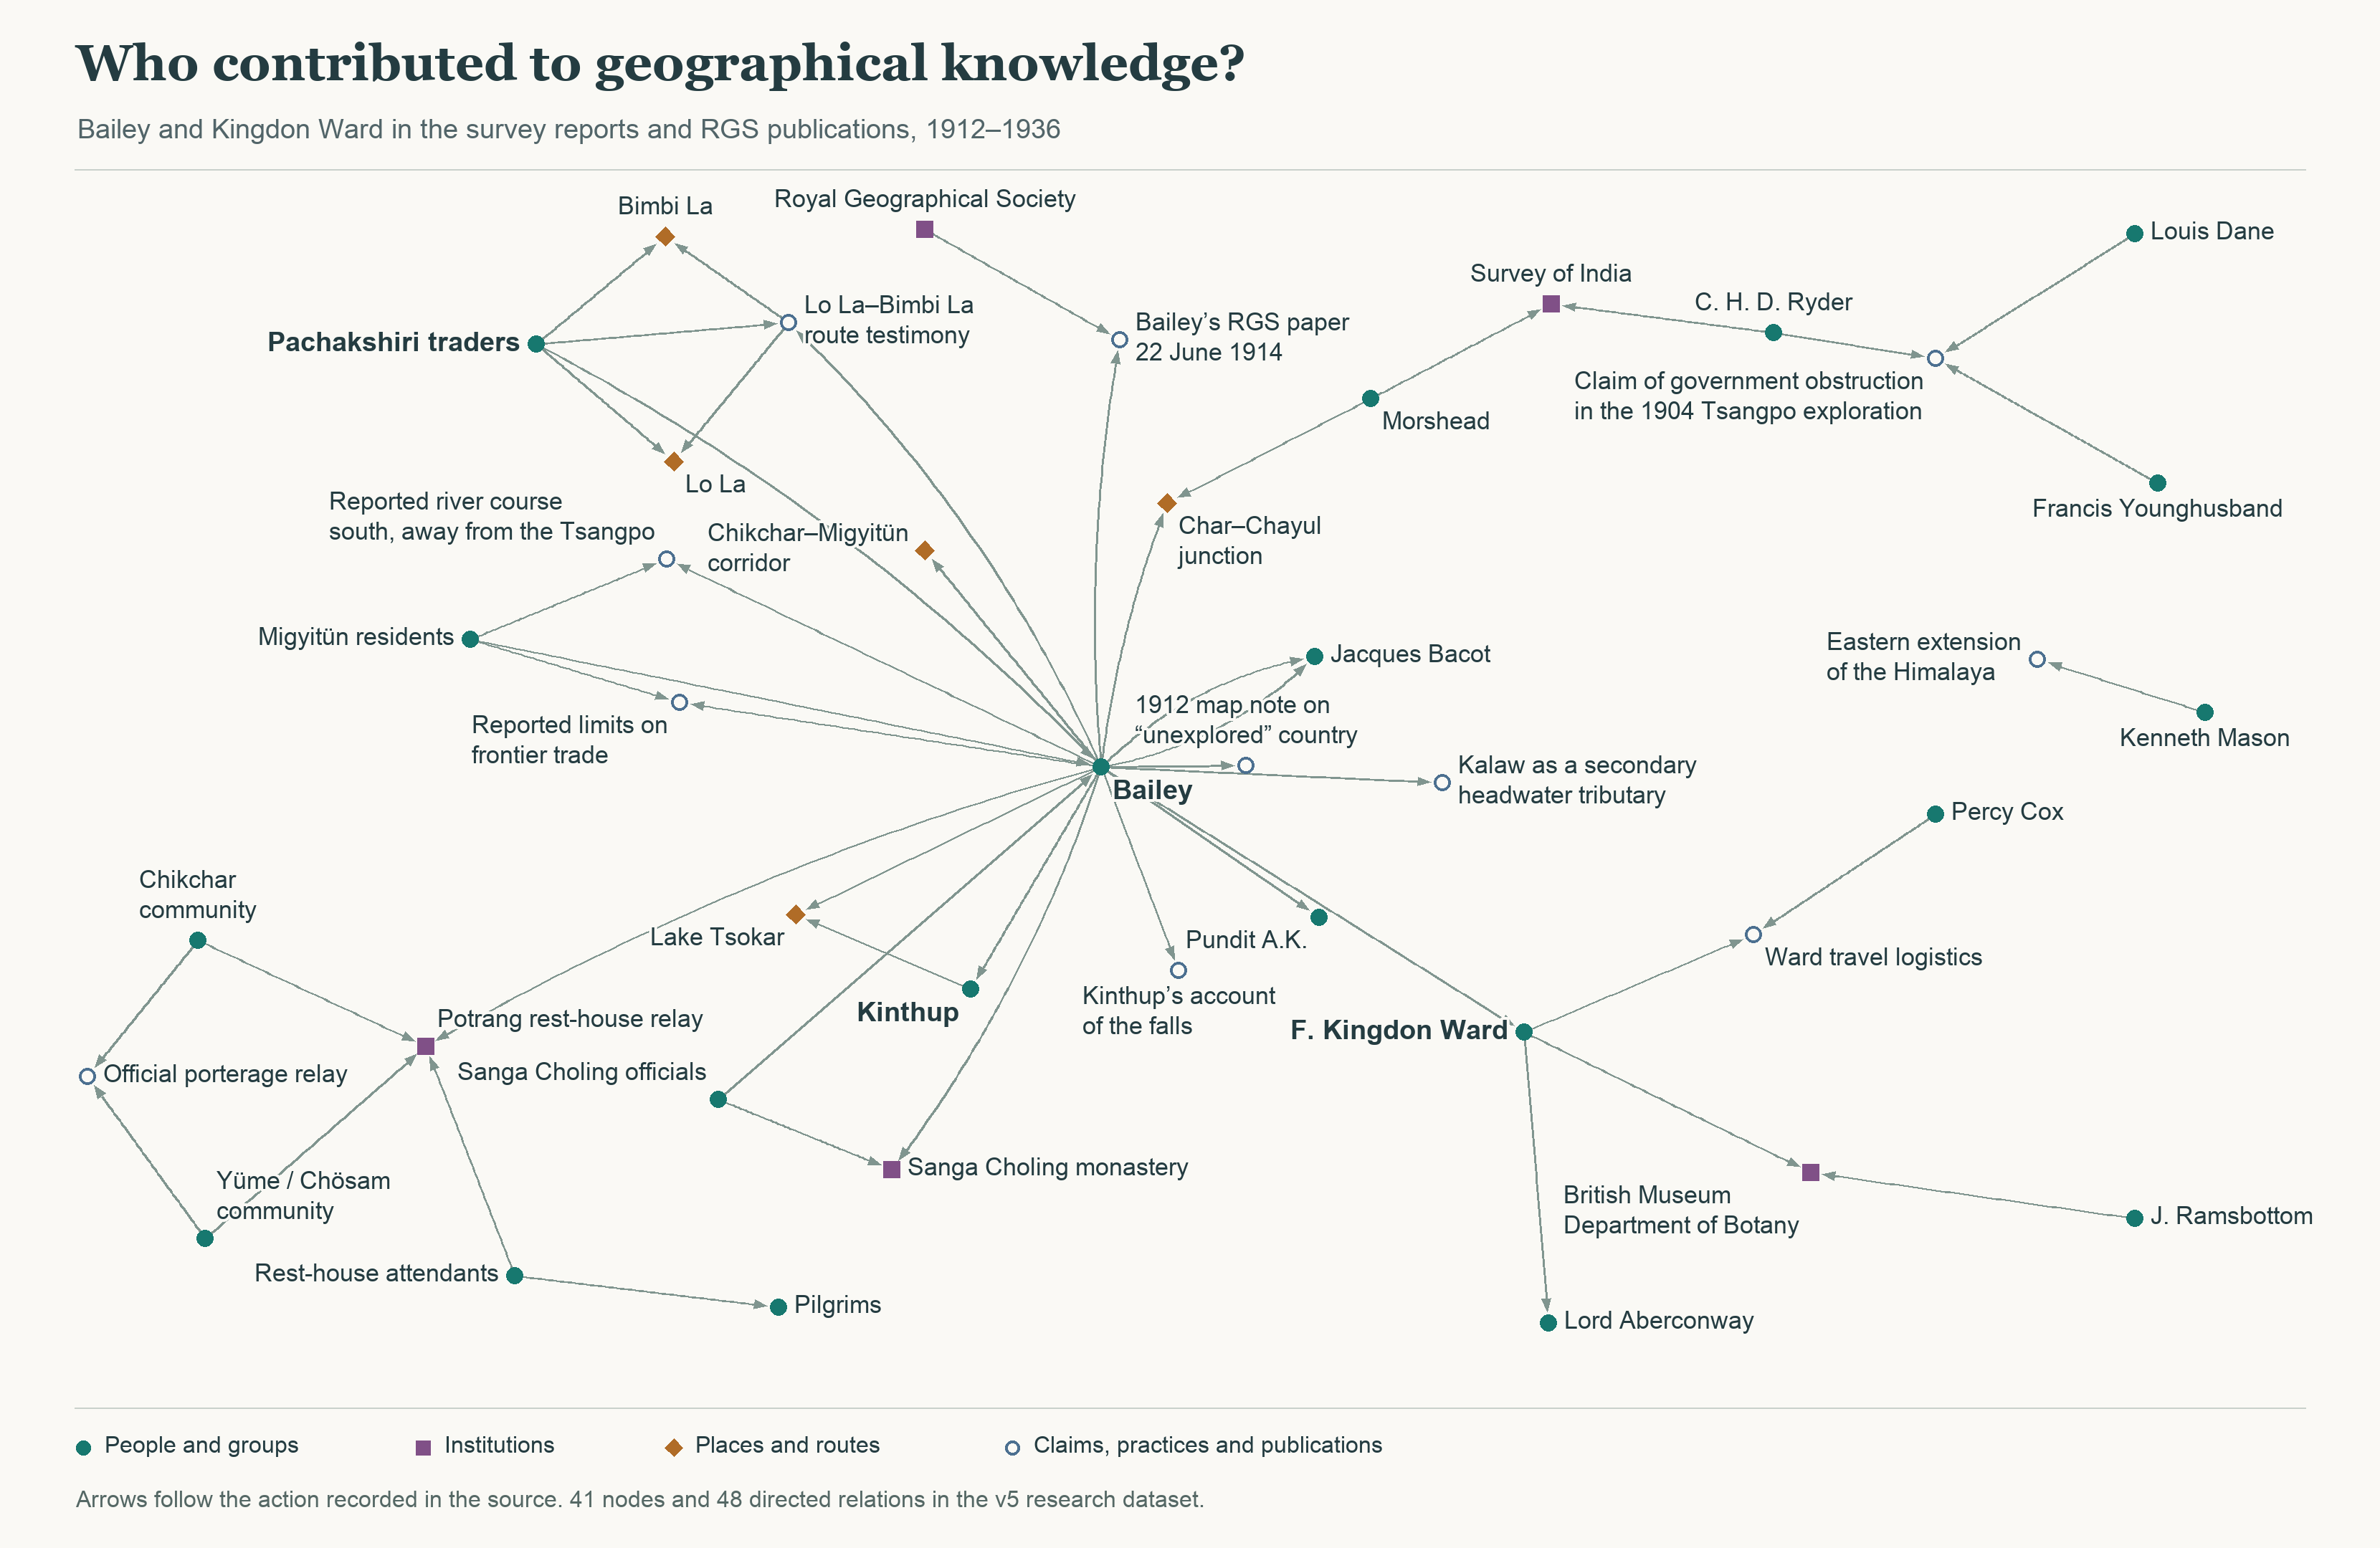 Who contributed to geographical knowledge?
Bailey and Kingdon Ward in the survey reports and RGS publications, 1912–1936
Bimbi La
Royal Geographical Society
Louis Dane
Survey of India
C. H. D. Ryder
Lo La–Bimbi La
route testimony
Pachakshiri traders
Bailey’s RGS paper
22 June 1914
Claim of government obstruction
in the 1904 Tsangpo exploration
Morshead
Lo La
Reported river course
south, away from the Tsangpo
Chikchar–Migyitün
corridor
Char–Chayul
junction
Francis Younghusband
Migyitün residents
Jacques Bacot
Eastern extension
of the Himalaya
Reported limits on
frontier trade
1912 map note on
“unexplored” country
Kenneth Mason
Bailey
Kalaw as a secondary
headwater tributary
Percy Cox
Chikchar
community
Lake Tsokar
Pundit A.K.
Ward travel logistics
Kinthup
Kinthup’s account
of the falls
F. Kingdon Ward
Potrang rest-house relay
Official porterage relay
Sanga Choling officials
Sanga Choling monastery
Yüme / Chösam
community
British Museum
Department of Botany
J. Ramsbottom
Rest-house attendants
Pilgrims
Lord Aberconway
People and groups
Institutions
Places and routes
Claims, practices and publications
Arrows follow the action recorded in the source. 41 nodes and 48 directed relations in the v5 research dataset.